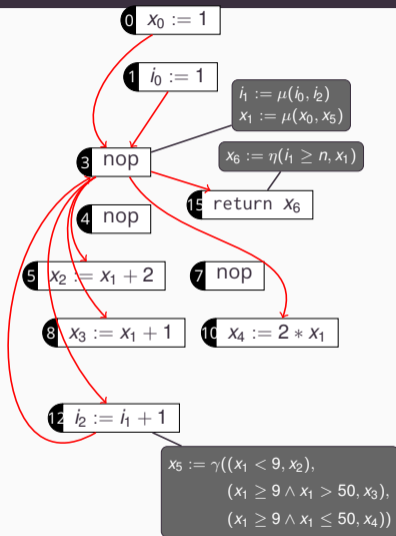 0 x₀ := 1
1 i₀ := 1
i₁ := μ(i₀, i₂)
x₁ := μ(x₀, x₅)
3 nop
x₆ := η(i₁ ≥ n, x₁)
15 return x₆
4 nop
5 x₂ := x₁ + 2
7 nop
8 x₃ := x₁ + 1
10 x₄ := 2 ∗ x₁
12 i₂ := i₁ + 1
x₅ := γ((x₁ < 9, x₂),
(x₁ ≥ 9 ∧ x₁ > 50, x₃),
(x₁ ≥ 9 ∧ x₁ ≤ 50, x₄))